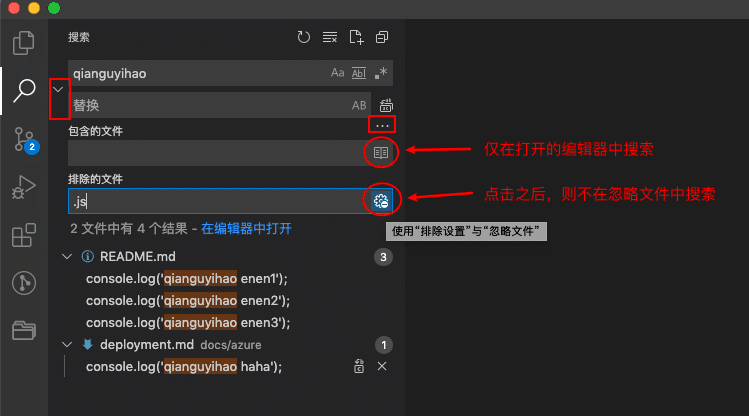 搜索
qianguyihao Aa Abl .*
替换 AB
...
包含的文件
仅在打开的编辑器中搜索
排除的文件
.js
点击之后，则不在忽略文件中搜索
2 文件中有 4 个结果 - 在编辑器中打开
使用“排除设置”与“忽略文件”
2
README.md 3
console.log('qianguyihao enen1');
console.log('qianguyihao enen2');
console.log('qianguyihao enen3');
deployment.md docs/azure 1
console.log('qianguyihao haha');